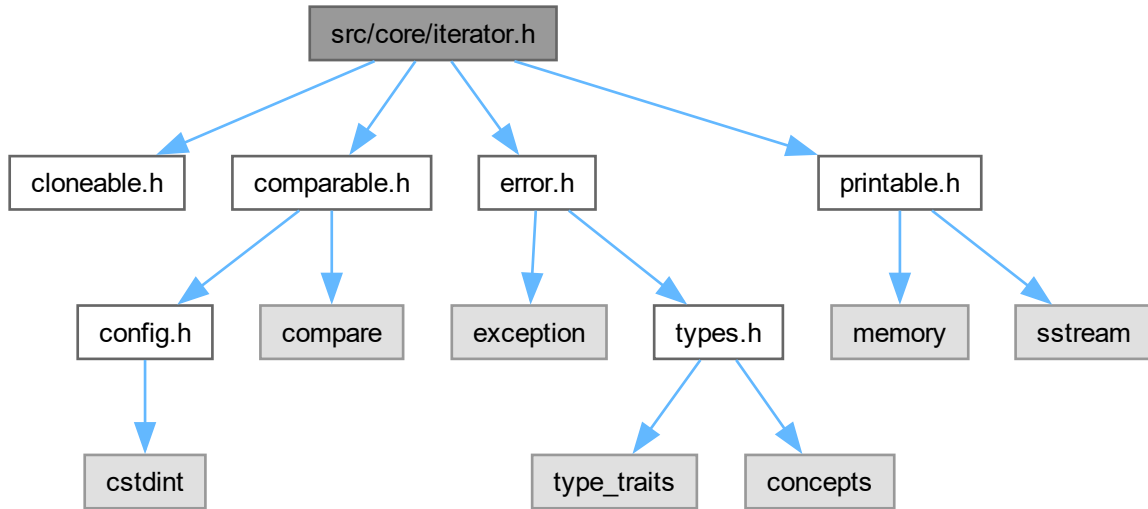 src/core/iterator.h
cloneable.h
comparable.h
error.h
printable.h
config.h
compare
exception
types.h
memory
sstream
cstdint
type_traits
concepts